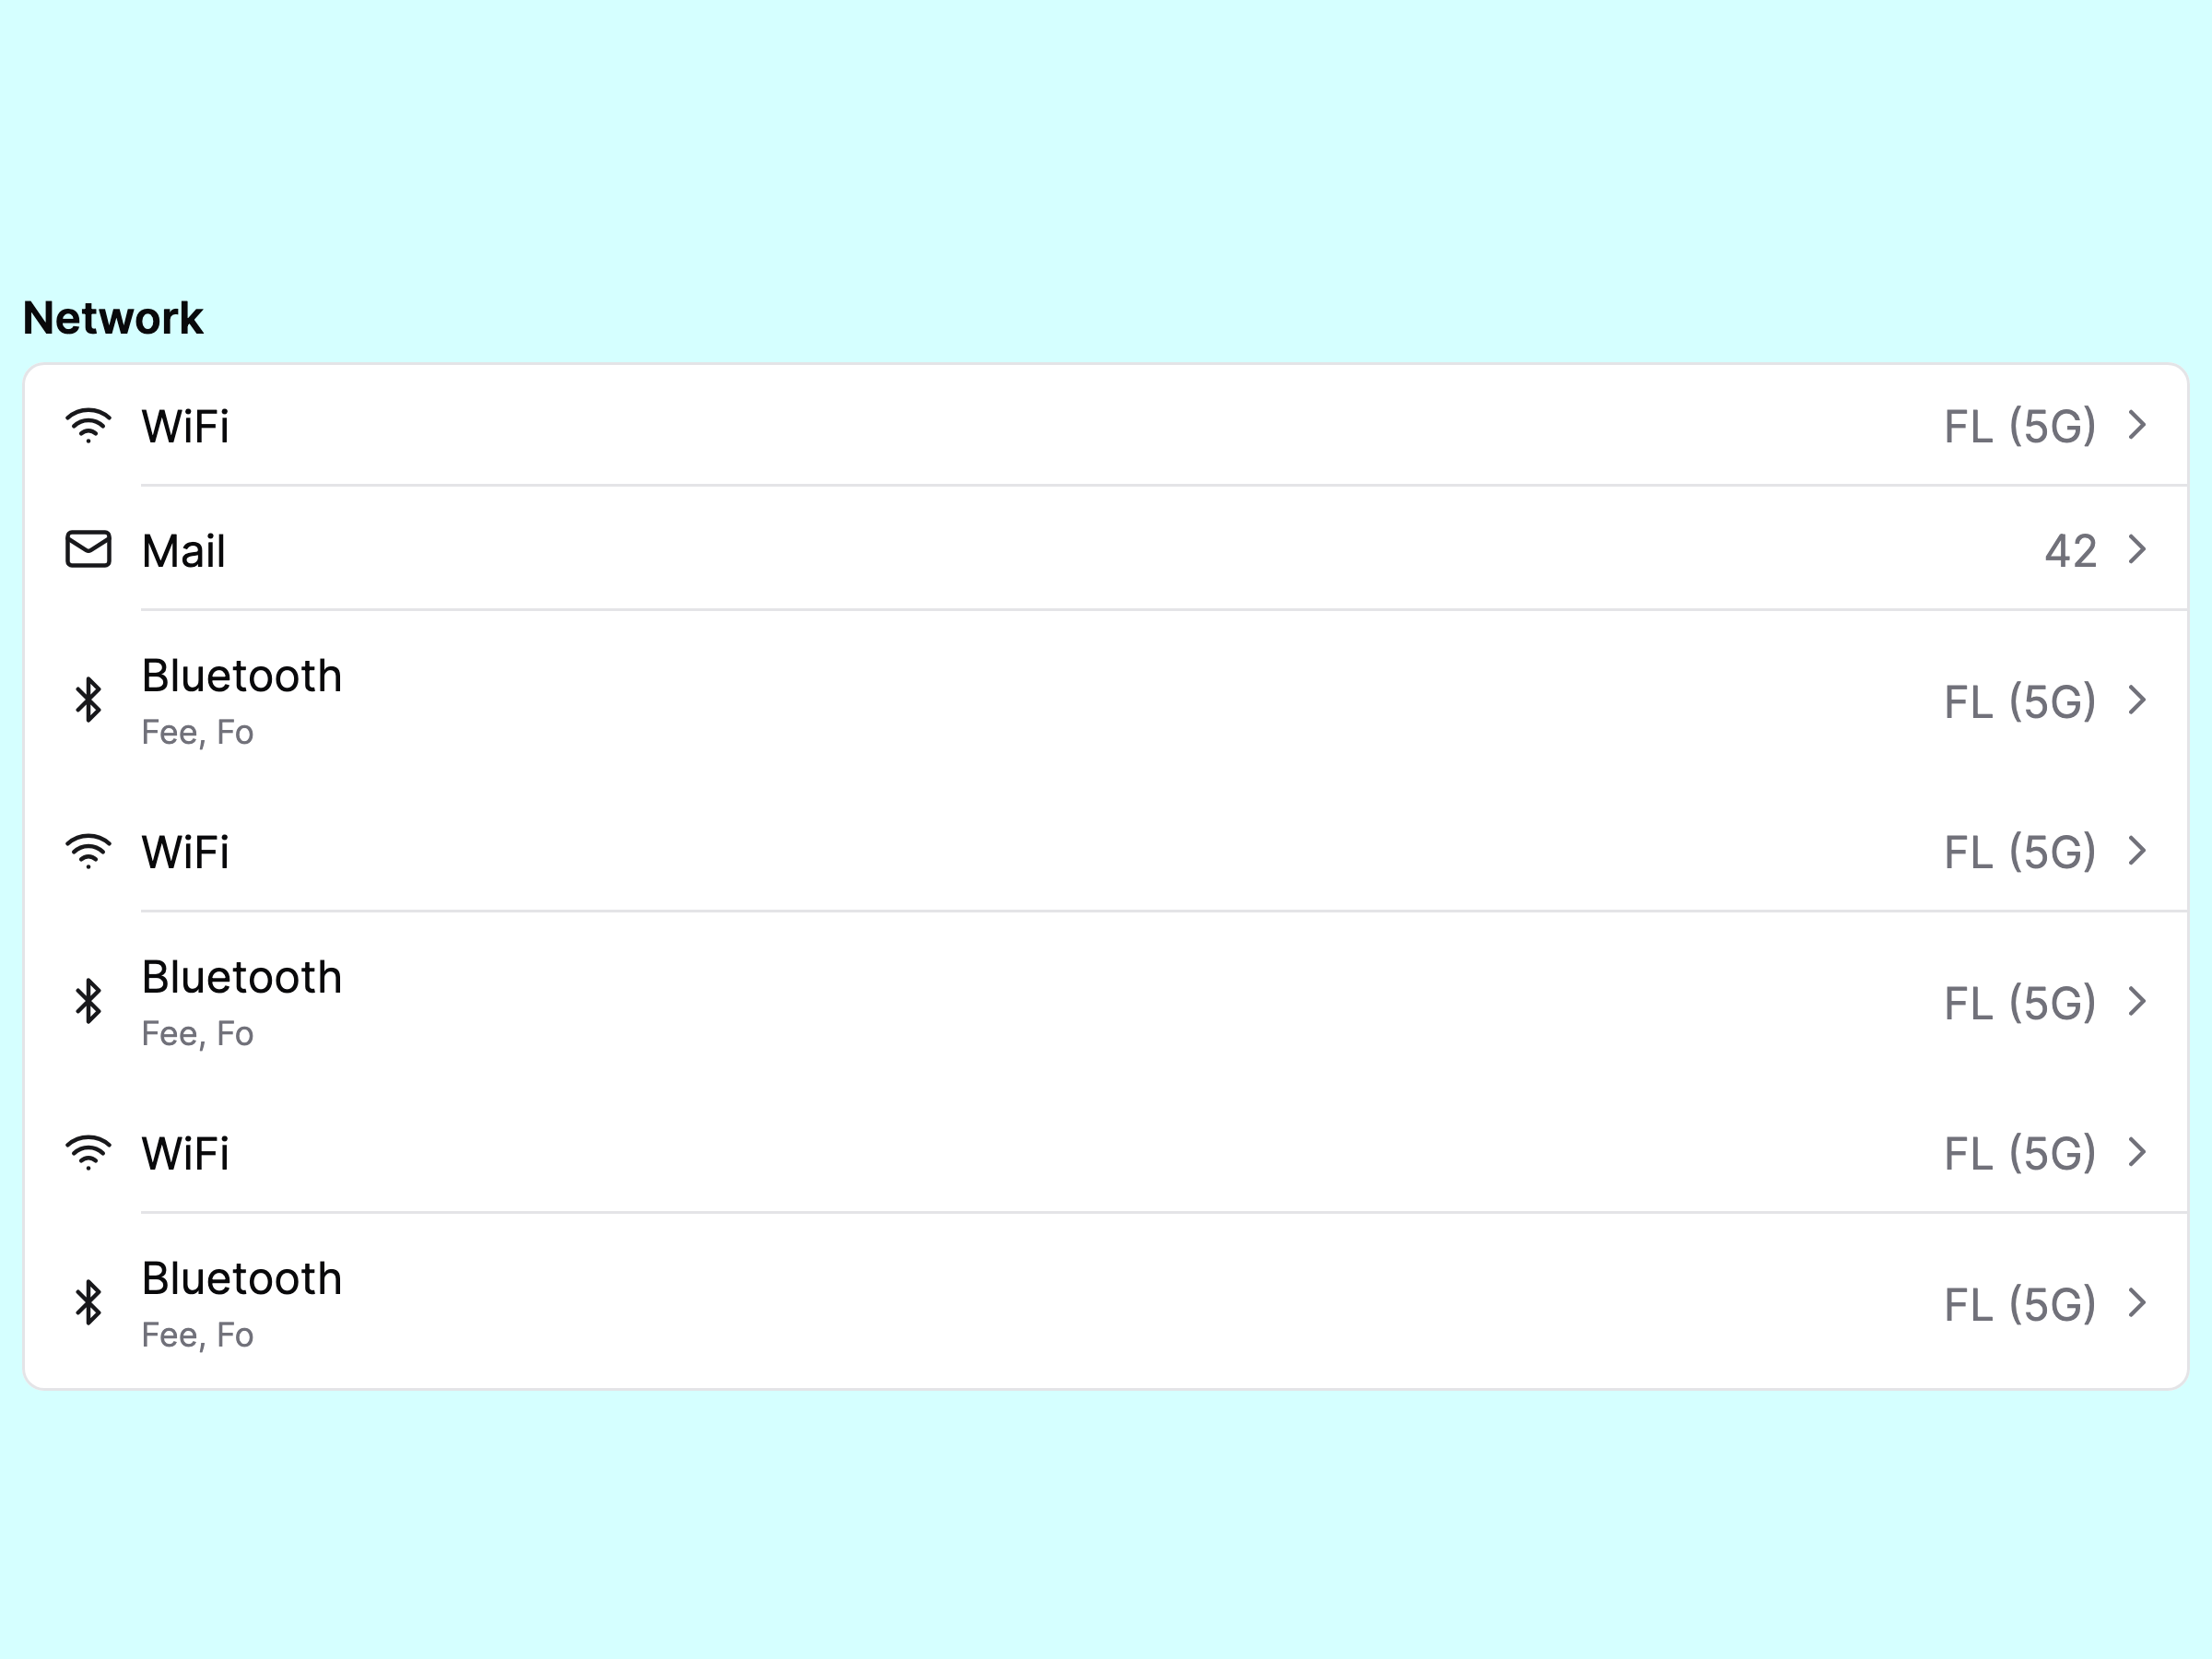 Network
WiFi FL (5G)
Mail 42
Bluetooth FL (5G)
Fee, Fo
WiFi FL (5G)
Bluetooth FL (5G)
Fee, Fo
WiFi FL (5G)
Bluetooth FL (5G)
Fee, Fo